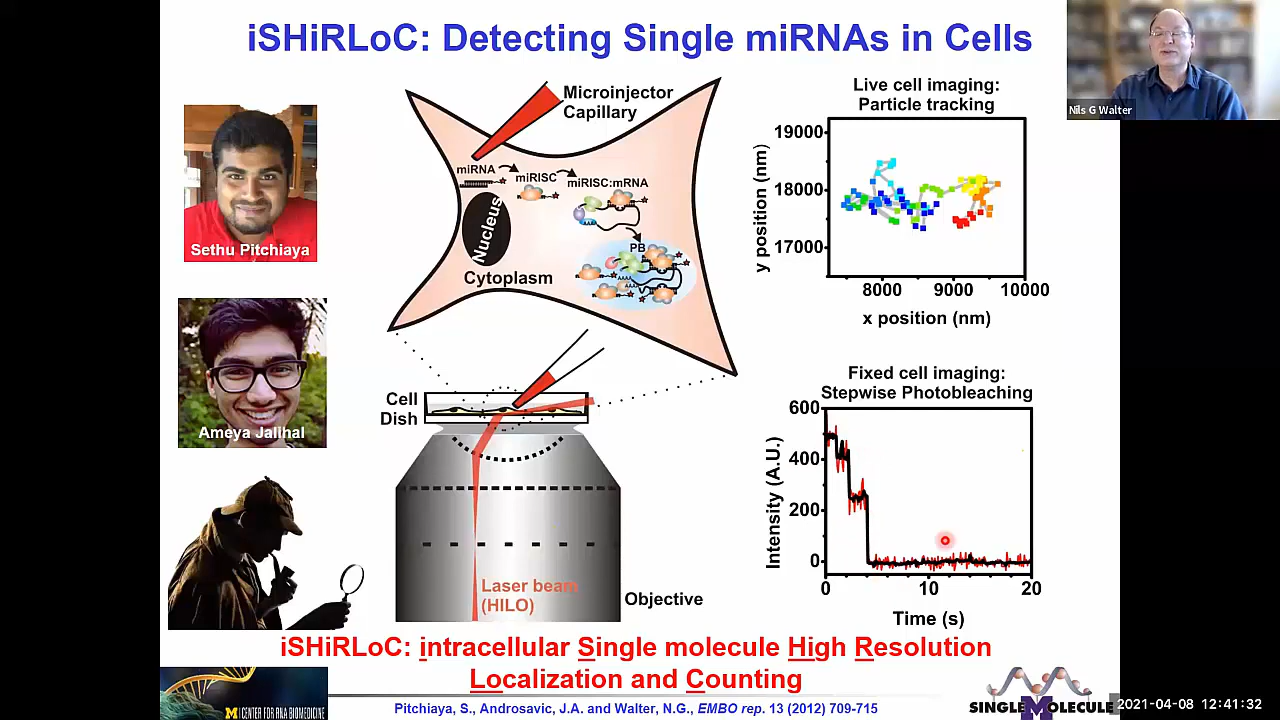 iSHiRLoC: Detecting Single miRNAs in Cells
Nils G Walter
Sethu Pitchiaya
Ameya Jalihal
Microinjector
Capillary
miRNA
miRISC
miRISC:mRNA
Nucleus
PB
AAAA
AAA
Cytoplasm
Cell
Dish
Laser beam
(HILO)
Objective
Live cell imaging:
Particle tracking
y position (nm)
19000
18000
17000
8000 9000 10000
x position (nm)
Fixed cell imaging:
Stepwise Photobleaching
Intensity (A.U.)
600
400
200
0
0 10 20
Time (s)
iSHiRLoC: intracellular Single molecule High Resolution
Localization and Counting
M CENTER FOR RNA BIOMEDICINE
Pitchiaya, S., Androsavic, J.A. and Walter, N.G., EMBO rep. 13 (2012) 709-715
SINGLE MOLECULE
2021-04-08 12:41:32